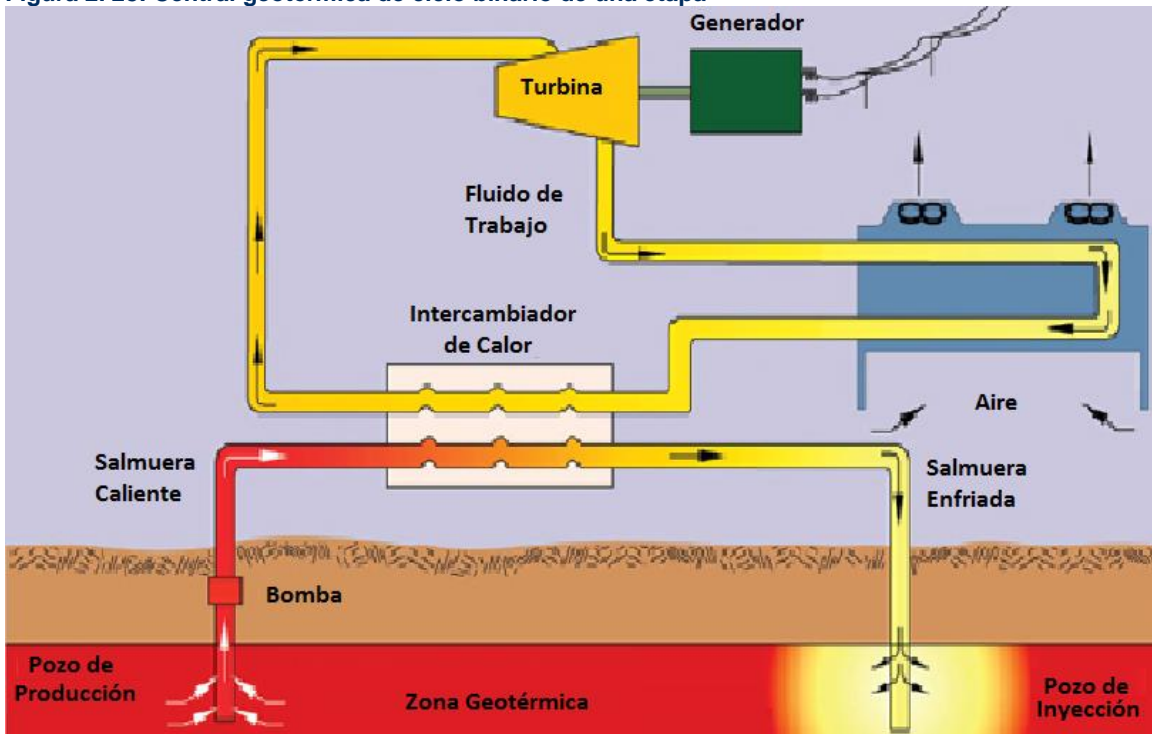 Generador
Turbina
Fluido de
Trabajo
Intercambiador
de Calor
Aire
Salmuera
Caliente
Salmuera
Enfriada
Bomba
Pozo de
Producción
Zona Geotérmica
Pozo de
Inyección